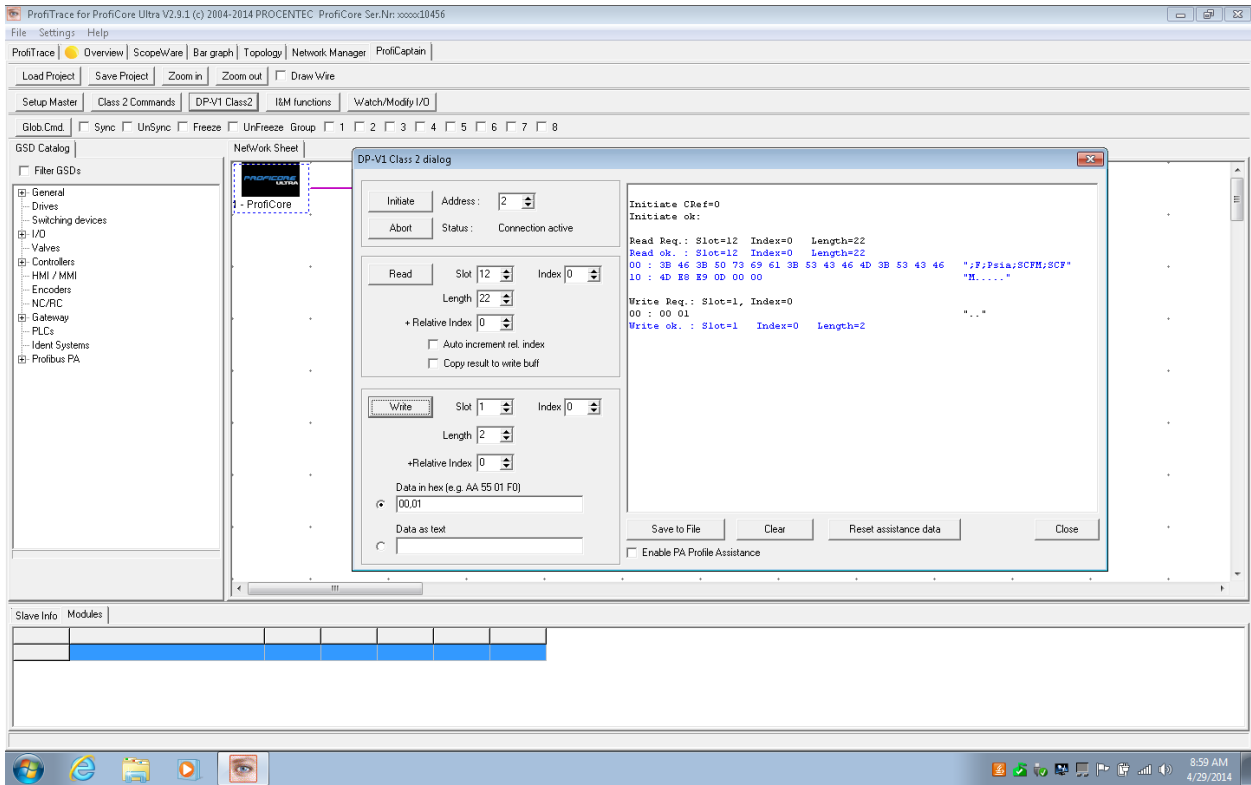 ProfiTrace for ProfiCore Ultra V2.9.1 (c) 2004-2014 PROCENTEC ProfiCore Ser.Nr: xxxxx10456
File Settings Help
ProfiTrace Overview ScopeWare Bar graph Topology Network Manager ProfiCaptain
Load Project Save Project Zoom in Zoom out Draw Wire
Setup Master Class 2 Commands DP-V1 Class2 I&M functions Watch/Modify I/O
Glob.Cmd. Sync UnSync Freeze UnFreeze Group 1 2 3 4 5 6 7 8
GSD Catalog
Filter GSDs
General
Drives
Switching devices
I/O
Valves
Controllers
HMI / MMI
Encoders
NC/RC
Gateway
PLCs
Ident Systems
Profibus PA
NetWork Sheet
PROFICORE
ULTRA
1 - ProfiCore
DP-V1 Class 2 dialog
Initiate Address : 2
Abort Status : Connection active
Read Slot 12 Index 0
Length 22
+ Relative Index 0
Auto increment rel. index
Copy result to write buff
Write Slot 1 Index 0
Length 2
+Relative Index 0
Data in hex (e.g. AA 55 01 F0)
00,01
Data as text
Initiate CRef=0
Initiate ok:
Read Req.: Slot=12 Index=0 Length=22
Read ok. : Slot=12 Index=0 Length=22
00 : 3B 46 3B 50 73 69 61 3B 53 43 46 4D 3B 53 43 46 ";F;Psia;SCFM;SCF"
10 : 4D E8 E9 0D 00 00 "M....."
Write Req.: Slot=1, Index=0
00 : 00 01 ".."
Write ok. : Slot=1 Index=0 Length=2
Save to File Clear Reset assistance data Close
Enable PA Profile Assistance
Slave Info Modules
8:59 AM
4/29/2014